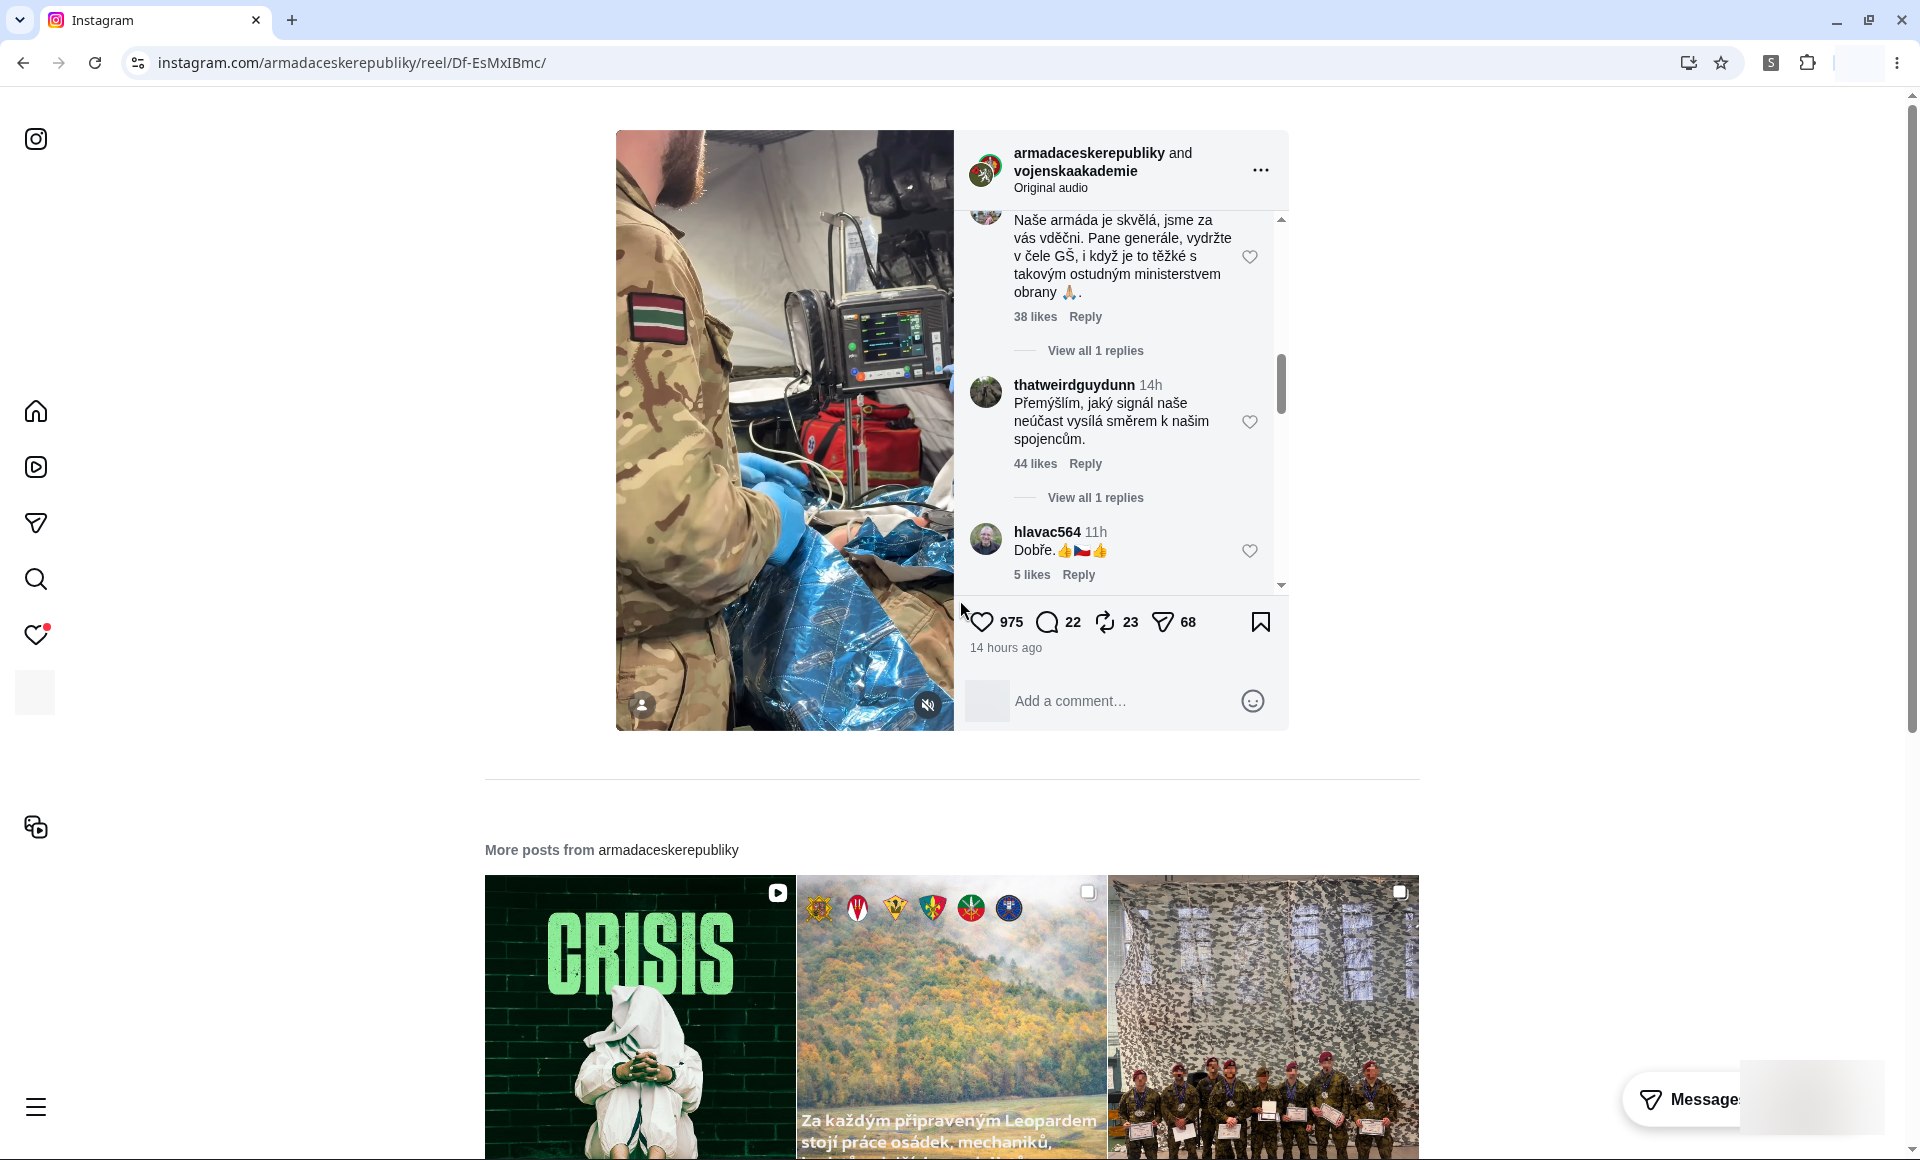 Instagram
instagram.com/armadaceskerepubliky/reel/Df-EsMxIBmc/
S
armadaceskerepubliky and
vojenskaakademie
Original audio
Naše armáda je skvělá, jsme za
vás vděčni. Pane generále, vydržte
v čele GŠ, i když je to těžké s
takovým ostudným ministerstvem
obrany 🙏🏼.
38 likes Reply
View all 1 replies
thatweirdguydunn 14h
Přemýšlím, jaký signál naše
neúčast vysílá směrem k našim
spojencům.
44 likes Reply
View all 1 replies
hlavac564 11h
Dobře.👍🇨🇿👍
5 likes Reply
975 22 23 68
14 hours ago
Add a comment…
More posts from armadaceskerepubliky
CRISIS
Za každým připraveným Leopardem
stojí práce osádek, mechaniků,
Messages